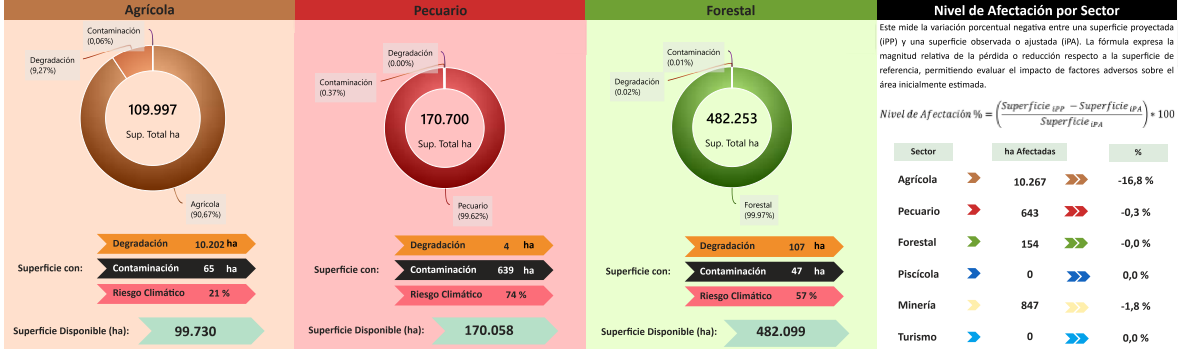 Agrícola
Contaminación
(0,06%)
Degradación
(9,27%)
109.997
Sup. Total ha
Agrícola
(90,67%)
Superficie con:
Degradación 10.202 ha
Contaminación 65 ha
Riesgo Climático 21 %
Superficie Disponible (ha): 99.730
Pecuario
Degradación
(0.00%)
Contaminación
(0.37%)
170.700
Sup. Total ha
Pecuario
(99.62%)
Superficie con:
Degradación 4 ha
Contaminación 639 ha
Riesgo Climático 74 %
Superficie Disponible (ha): 170.058
Forestal
Contaminación
(0.01%)
Degradación
(0.02%)
482.253
Sup. Total ha
Forestal
(99.97%)
Superficie con:
Degradación 107 ha
Contaminación 47 ha
Riesgo Climático 57 %
Superficie Disponible (ha): 482.099
Nivel de Afectación por Sector
Este mide la variación porcentual negativa entre una superficie proyectada
(iPP) y una superficie observada o ajustada (iPA). La fórmula expresa la
magnitud relativa de la pérdida o reducción respecto a la superficie de
referencia, permitiendo evaluar el impacto de factores adversos sobre el
área inicialmente estimada.
Nivel de Afectación % = (Superficie iPP − Superficie iPA / Superficie iPA) * 100
Sector ha Afectadas %
Agrícola 10.267 -16,8 %
Pecuario 643 -0,3 %
Forestal 154 -0,0 %
Piscícola 0 0,0 %
Minería 847 -1,8 %
Turismo 0 0,0 %